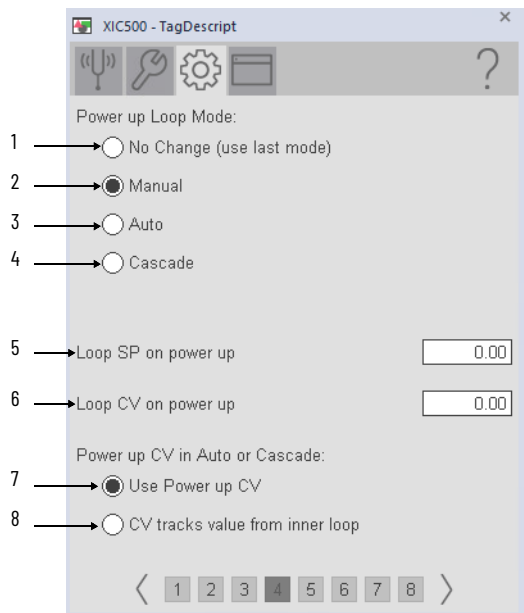 XIC500 - TagDescript
×
?
Power up Loop Mode:
1 No Change (use last mode)
2 Manual
3 Auto
4 Cascade
5 Loop SP on power up 0.00
6 Loop CV on power up 0.00
Power up CV in Auto or Cascade:
7 Use Power up CV
8 CV tracks value from inner loop
1 2 3 4 5 6 7 8